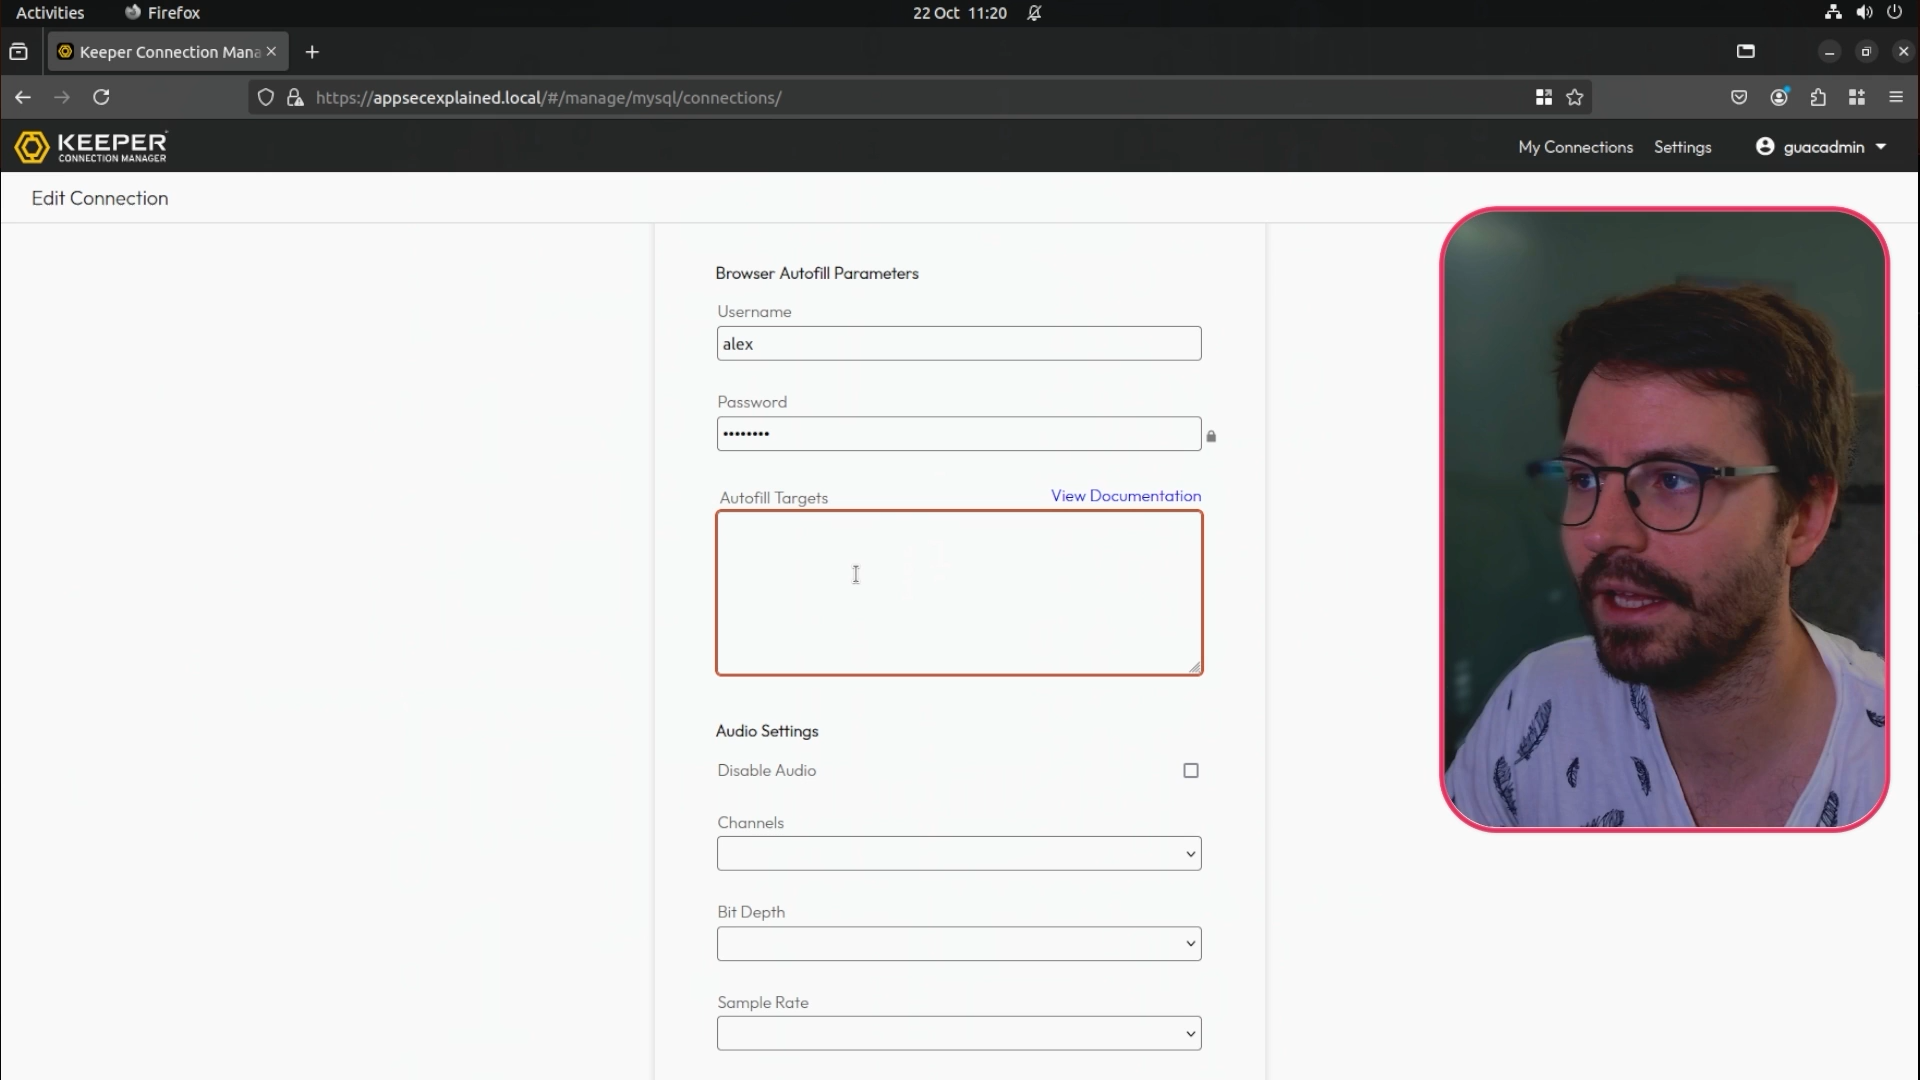 Activities Firefox 22 Oct 11:20
Keeper Connection Mana
https://appsecexplained.local/#/manage/mysql/connections/
KEEPER
CONNECTION MANAGER
My Connections Settings guacadmin
Edit Connection
Browser Autofill Parameters
Username
alex
Password
••••••••
Autofill Targets View Documentation
Audio Settings
Disable Audio
Channels
Bit Depth
Sample Rate